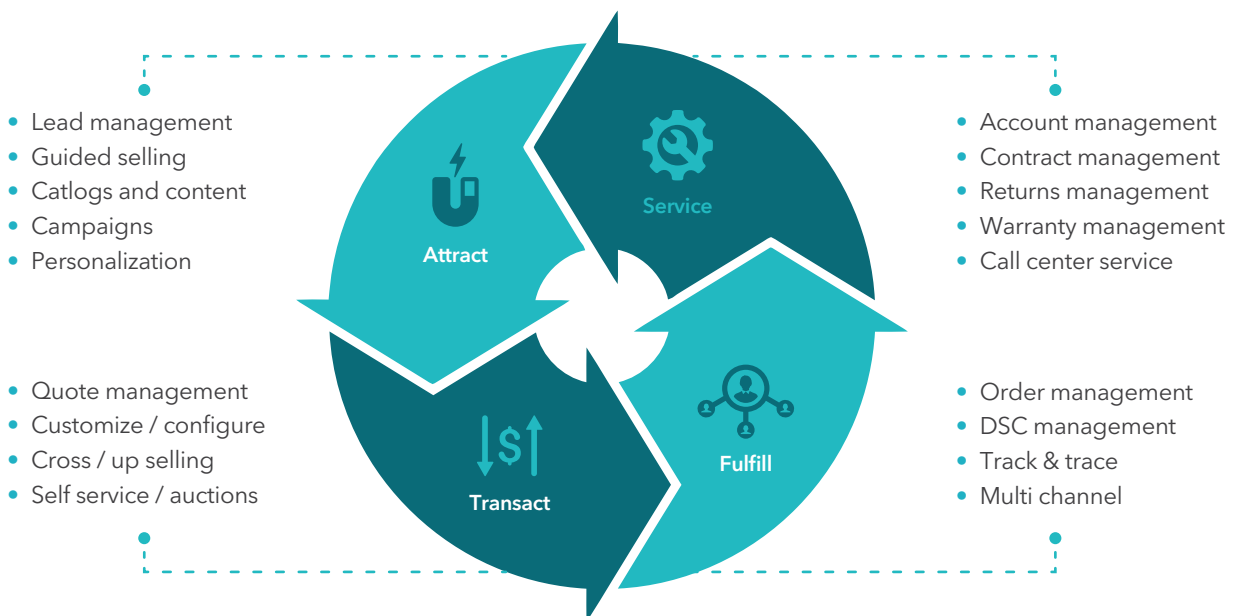 • Lead management
• Guided selling
• Catlogs and content
• Campaigns
• Personalization
Attract
Service
• Account management
• Contract management
• Returns management
• Warranty management
• Call center service
• Quote management
• Customize / configure
• Cross / up selling
• Self service / auctions
$
Transact
Fulfill
• Order management
• DSC management
• Track & trace
• Multi channel